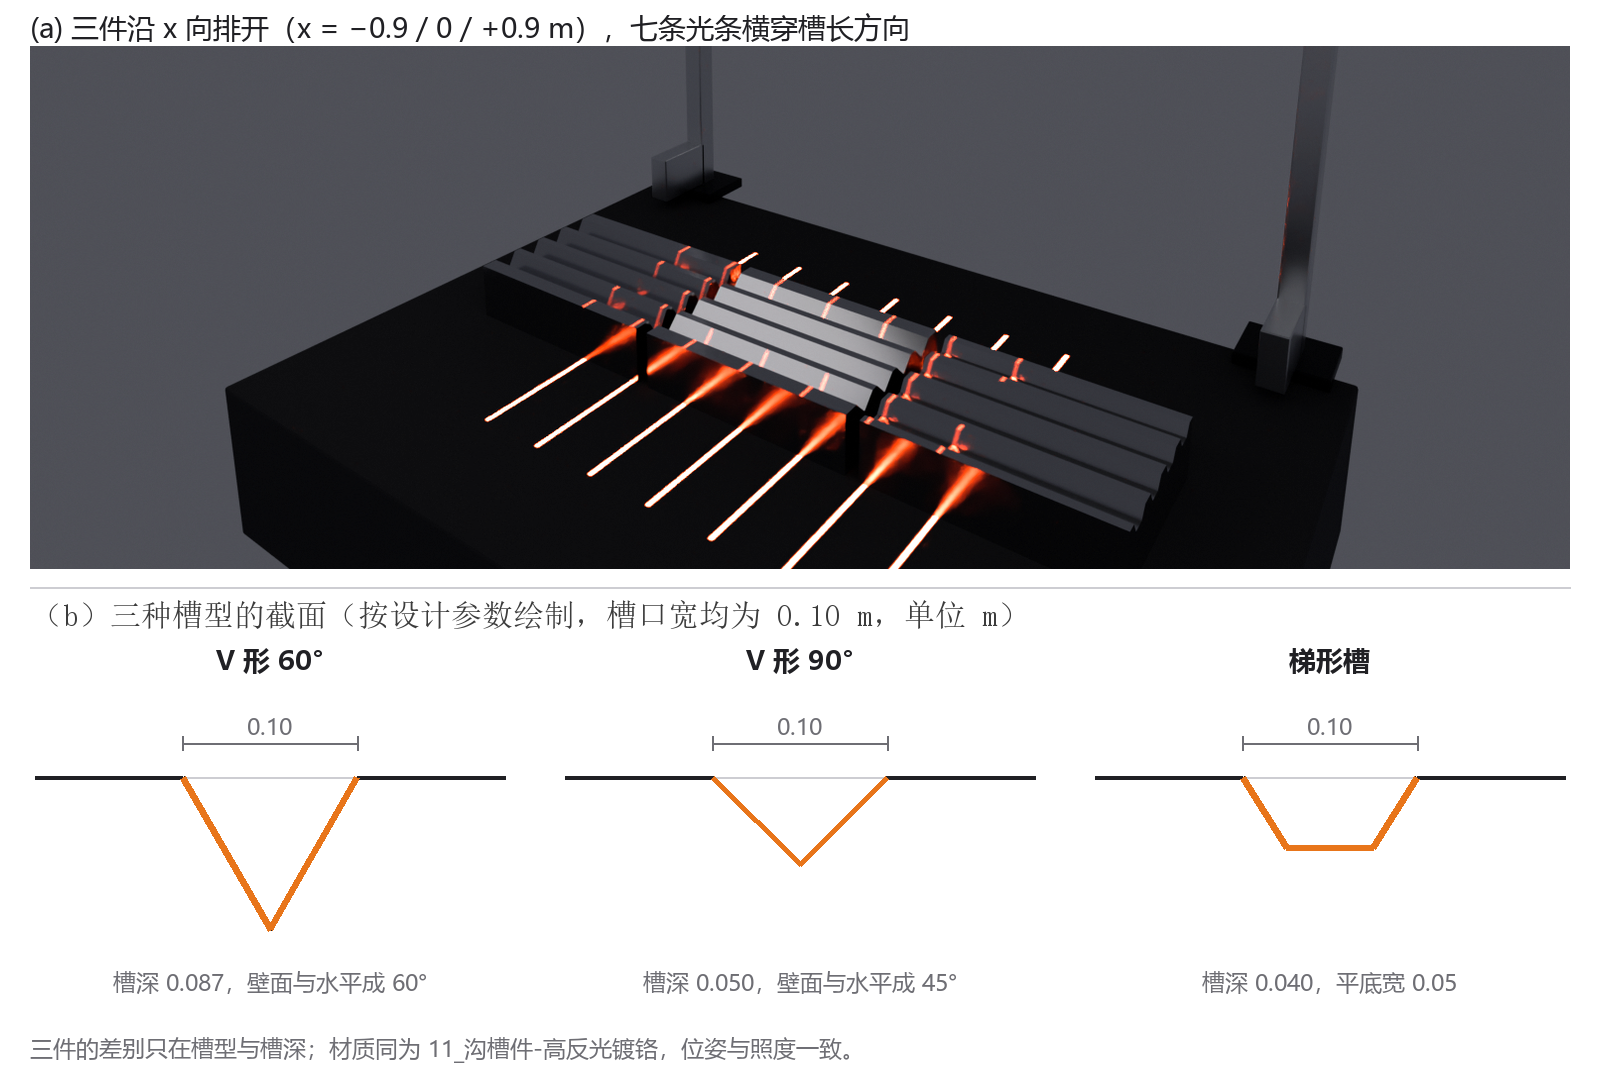 (a) 三件沿 x 向排开（x = −0.9 / 0 / +0.9 m），七条光条横穿槽长方向
（b）三种槽型的截面（按设计参数绘制，槽口宽均为 0.10 m，单位 m）
V 形 60°
V 形 90°
梯形槽
0.10
0.10
0.10
槽深 0.087，壁面与水平成 60°
槽深 0.050，壁面与水平成 45°
槽深 0.040，平底宽 0.05
三件的差别只在槽型与槽深；材质同为 11_沟槽件-高反光镀铬，位姿与照度一致。